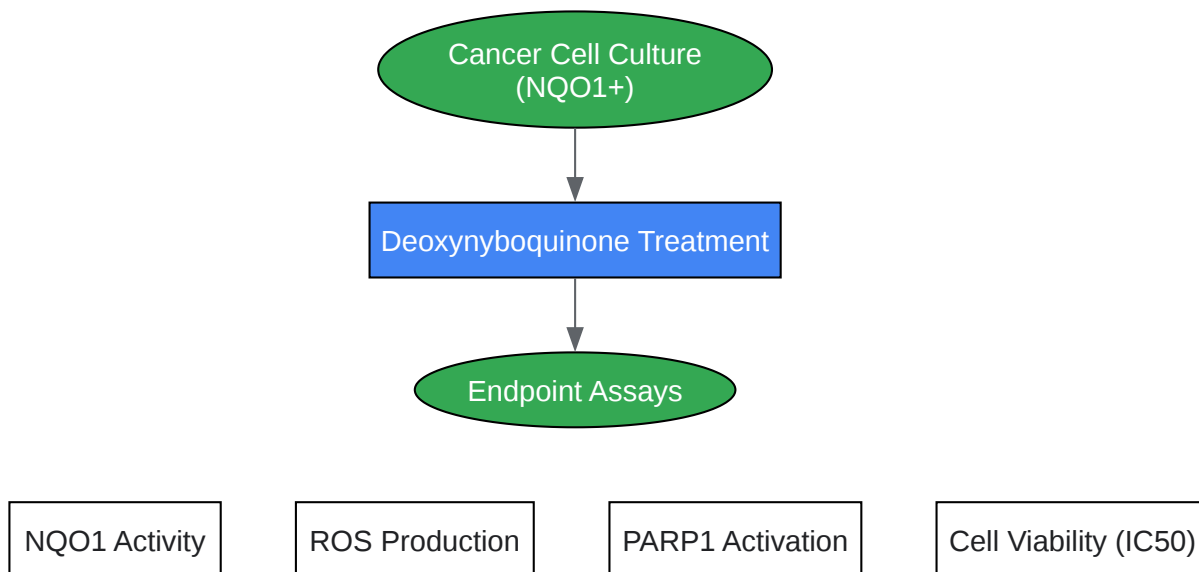 Cancer Cell Culture
(NQO1+)
Deoxynyboquinone Treatment
Endpoint Assays
NQO1 Activity
ROS Production
PARP1 Activation
Cell Viability (IC50)